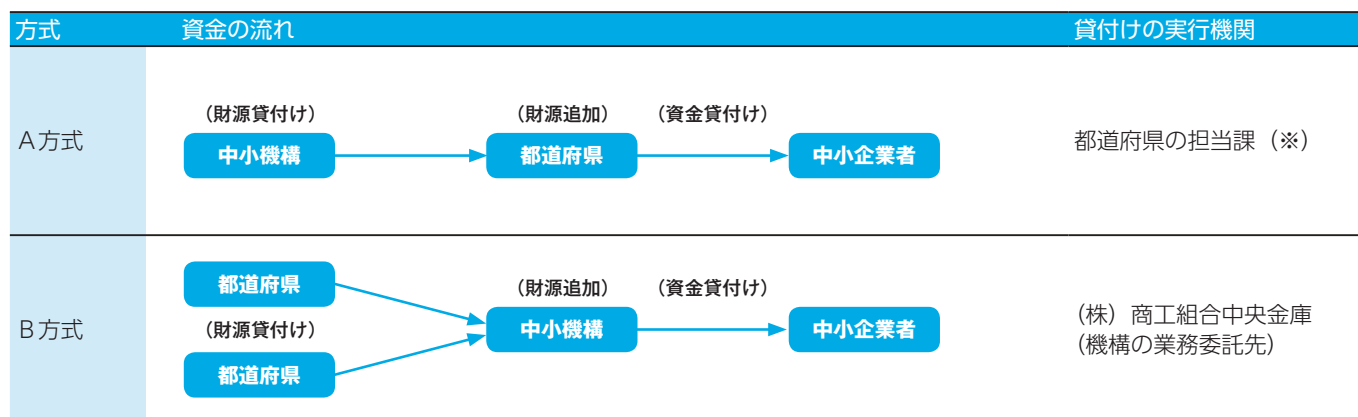 方式 資金の流れ 貸付けの実行機関
A方式
(財源貸付け) (財源追加) (資金貸付け)
中小機構 都道府県 中小企業者
都道府県の担当課(※)
B方式
都道府県
(財源貸付け)
都道府県
(財源追加) (資金貸付け)
中小機構 中小企業者
(株)商工組合中央金庫
(機構の業務委託先)